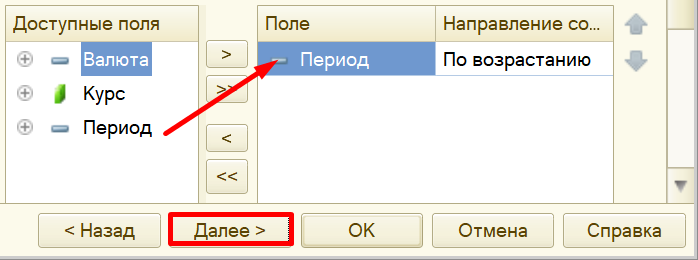 Доступные поля
Валюта
Курс
Период
>
>>
<
<<
Поле Направление со...
Период По возрастанию
< Назад Далее > OK Отмена Справка